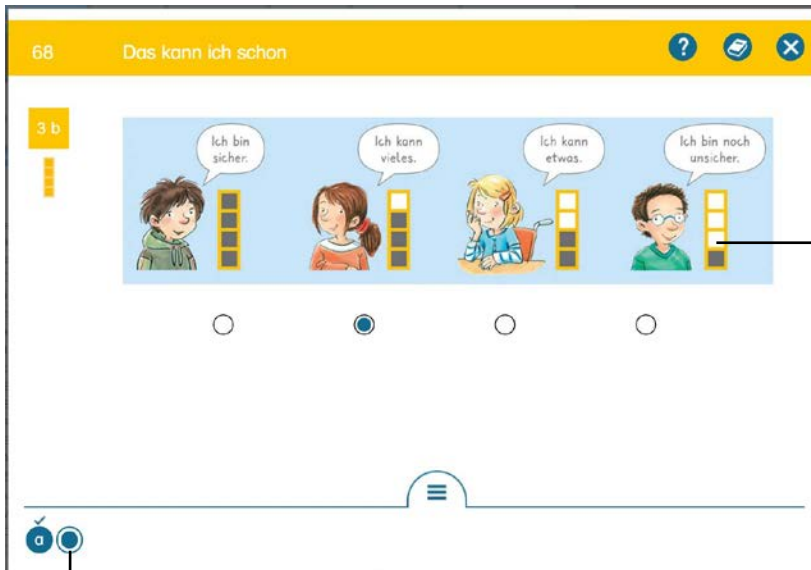 68 Das kann ich schon
?
3 b
Ich bin
sicher.
Ich kann
vieles.
Ich kann
etwas.
Ich bin noch
unsicher.
a